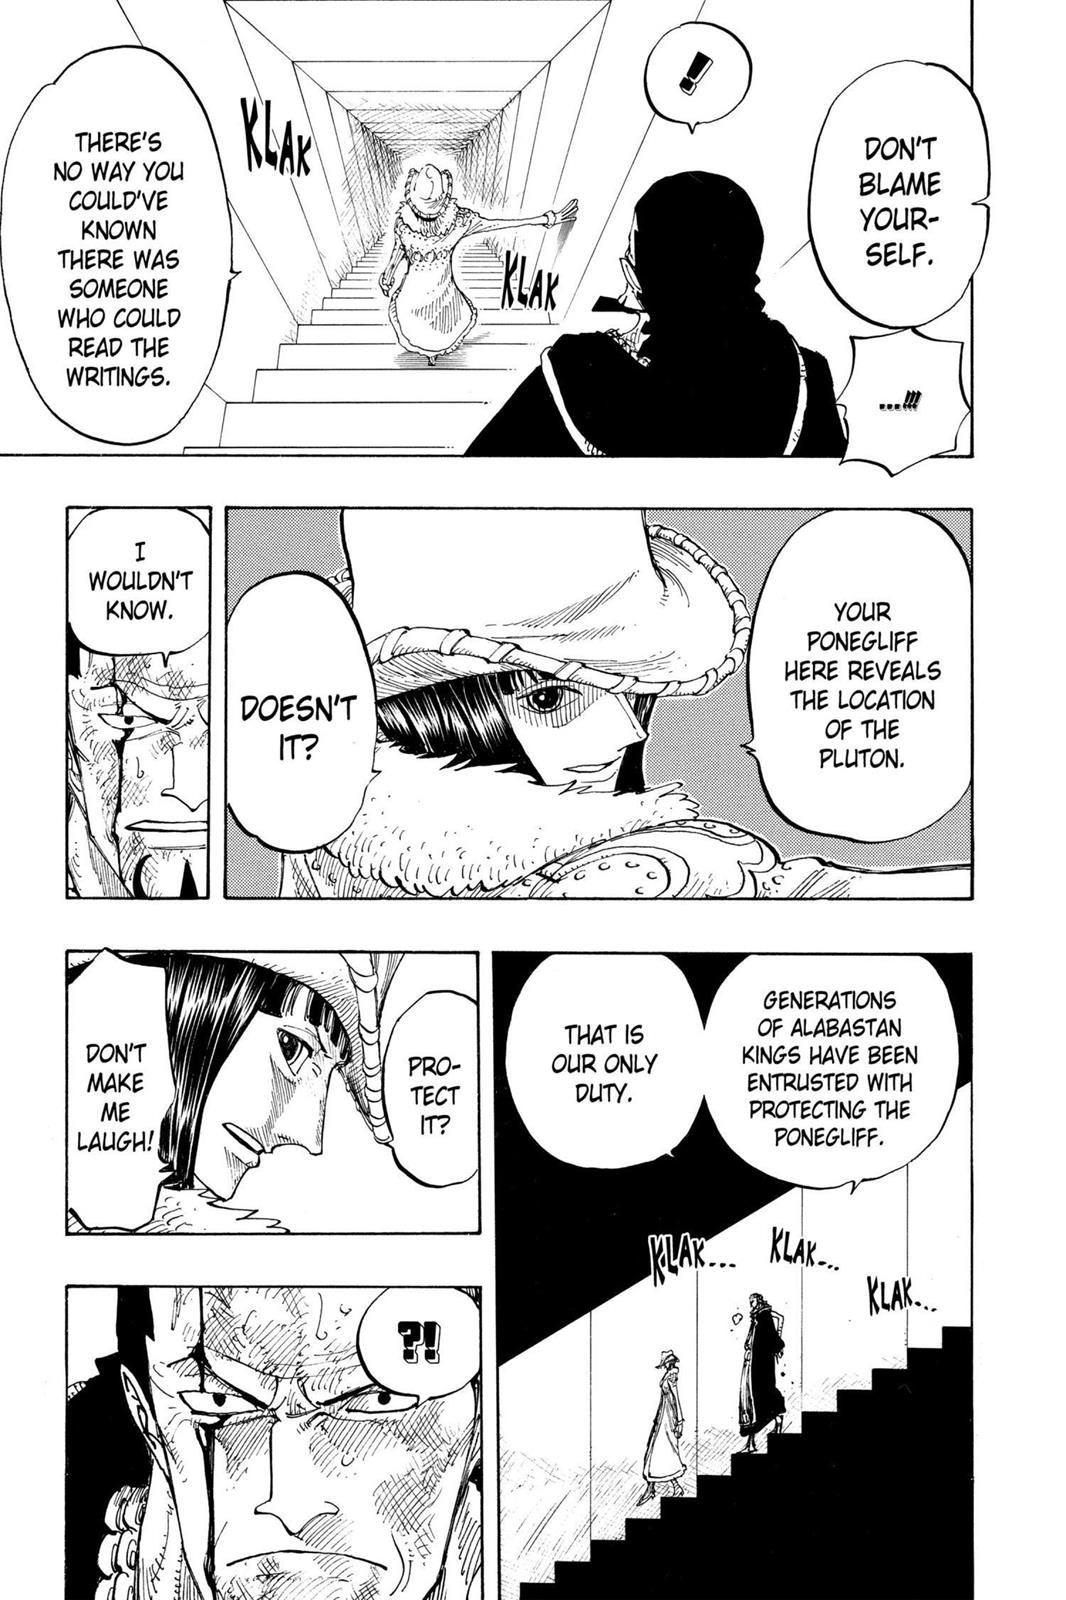 DON'T
BLAME
YOUR-
SELF.
!
...!!!
KLAK
KLAK
THERE'S
NO WAY YOU
COULD'VE
KNOWN
THERE WAS
SOMEONE
WHO COULD
READ THE
WRITINGS.
YOUR
PONEGLIFF
HERE REVEALS
THE LOCATION
OF THE
PLUTON.
DOESN'T
IT?
I
WOULDN'T
KNOW.
GENERATIONS
OF ALABASTAN
KINGS HAVE BEEN
ENTRUSTED WITH
PROTECTING THE
PONEGLIFF.
THAT IS
OUR ONLY
DUTY.
KLAK...
KLAK...
KLAK...
PRO-
TECT
IT?
DON'T
MAKE
ME
LAUGH!
?!